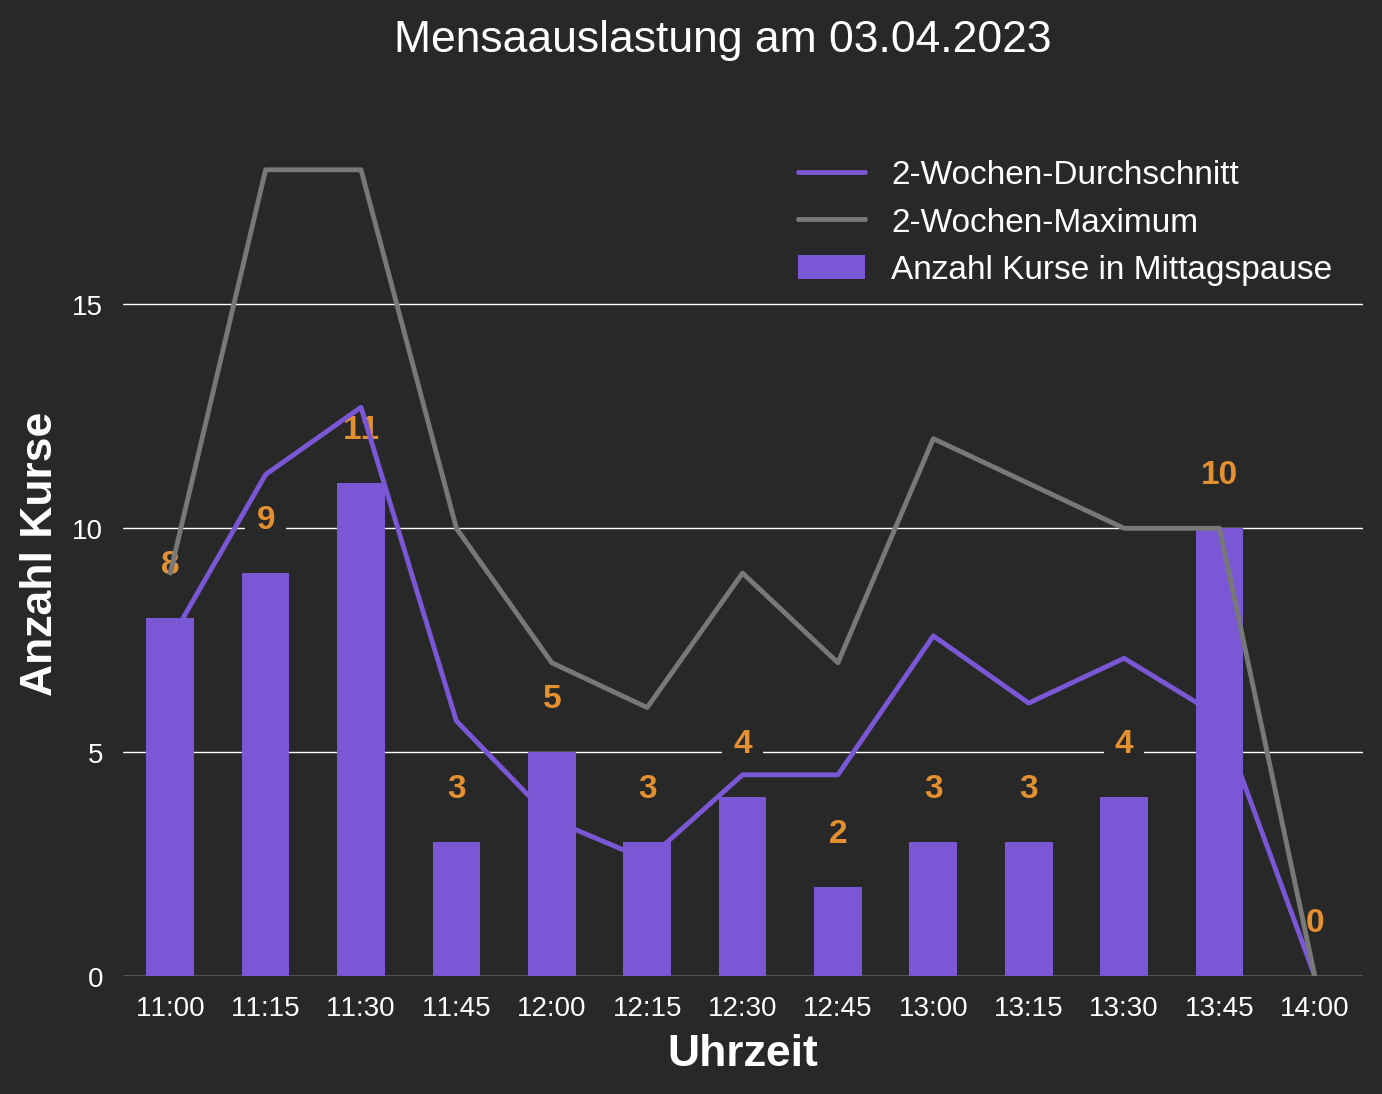 Mensaauslastung am 03.04.2023
2-Wochen-Durchschnitt
2-Wochen-Maximum
Anzahl Kurse in Mittagspause
Anzahl Kurse
15
10
5
0
8
9
11
3
5
3
4
2
3
3
4
10
0
11:00 11:15 11:30 11:45 12:00 12:15 12:30 12:45 13:00 13:15 13:30 13:45 14:00
Uhrzeit